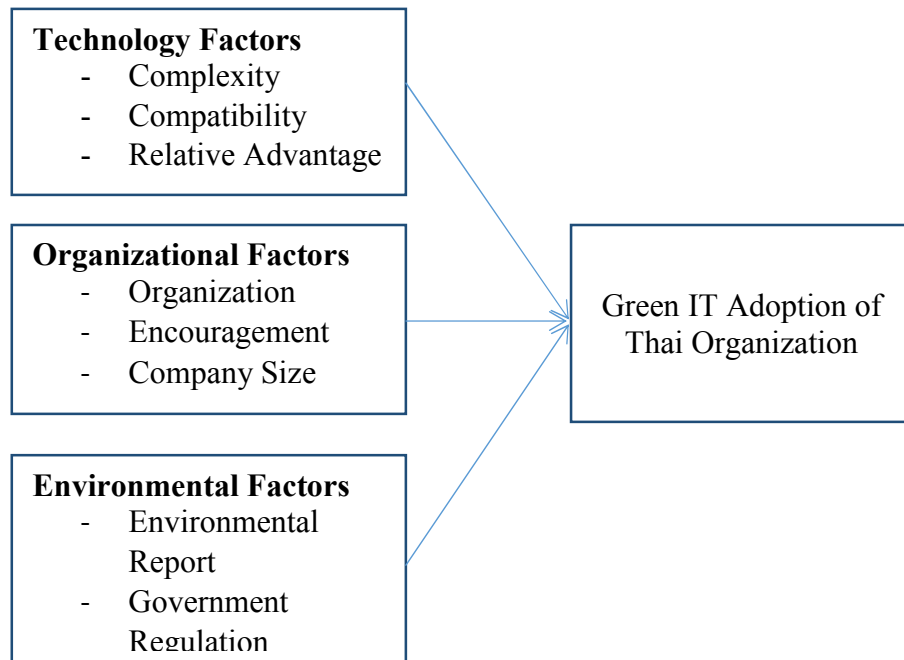 Technology Factors
- Complexity
- Compatibility
- Relative Advantage
Organizational Factors
- Organization
- Encouragement
- Company Size
Green IT Adoption of
Thai Organization
Environmental Factors
- Environmental
Report
- Government
Regulation